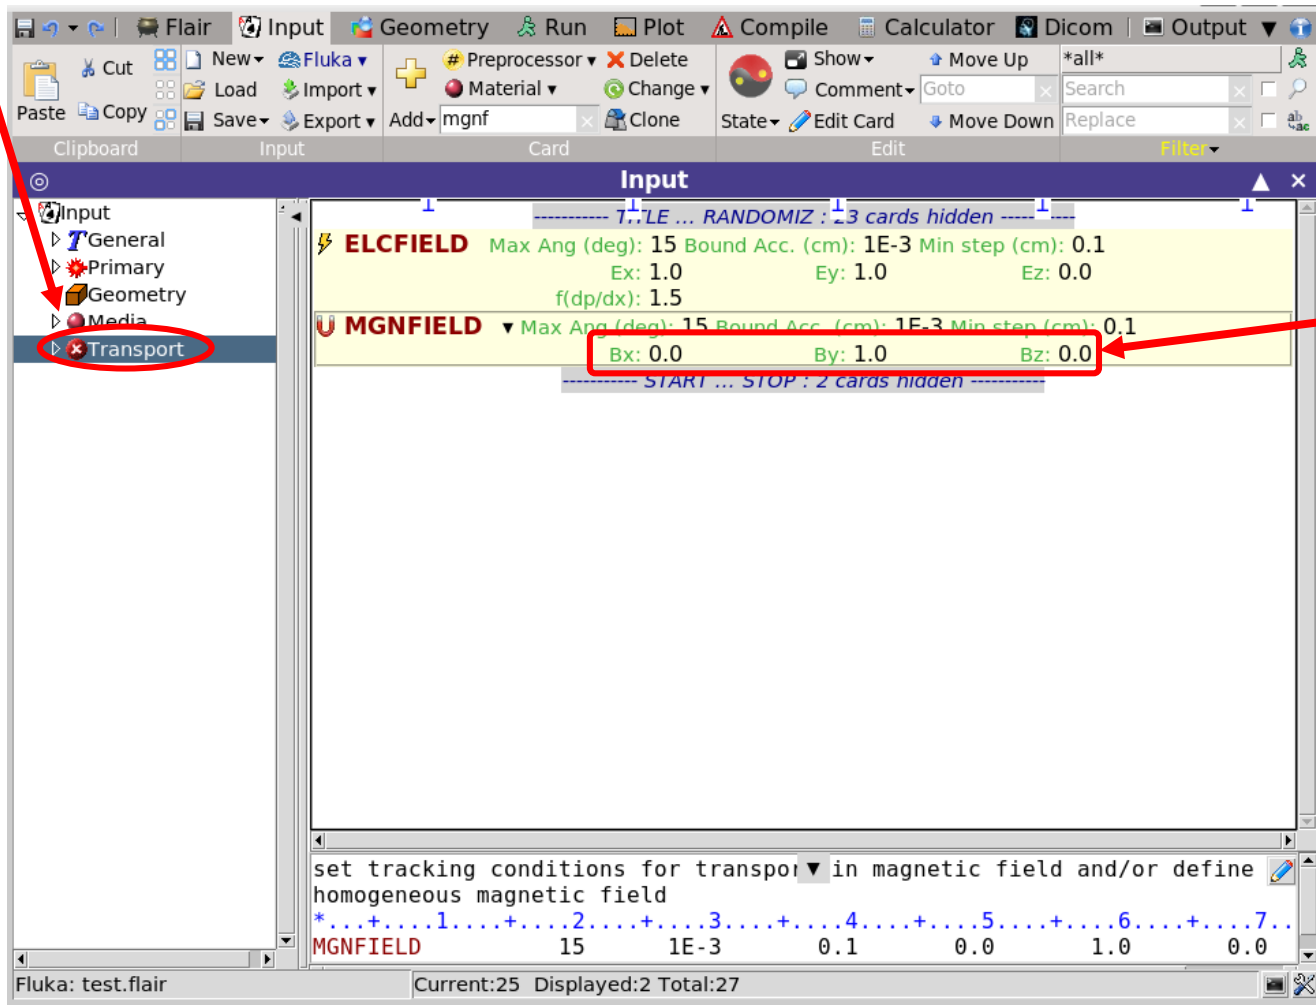 Flair Input Geometry Run Plot Compile Calculator Dicom Output
Cut New Fluka Preprocessor Delete Show Move Up *all*
Load Import Material Change Comment Goto Search
Paste Copy Save Export Add mgnf Clone State Edit Card Move Down Replace
Clipboard Input Card Edit Filter
Input
Input
General
Primary
Geometry
Media
Transport
----------- TITLE ... RANDOMIZ : 23 cards hidden -----------
ELCFIELD Max Ang (deg): 15 Bound Acc. (cm): 1E-3 Min step (cm): 0.1
Ex: 1.0 Ey: 1.0 Ez: 0.0
f(dp/dx): 1.5
MGNFIELD Max Ang (deg): 15 Bound Acc. (cm): 1E-3 Min step (cm): 0.1
Bx: 0.0 By: 1.0 Bz: 0.0
----------- START ... STOP : 2 cards hidden -----------
set tracking conditions for transpor in magnetic field and/or define
homogeneous magnetic field
*...+....1....+....2....+....3....+....4....+....5....+....6....+....7..
MGNFIELD 15 1E-3 0.1 0.0 1.0 0.0
Fluka: test.flair Current:25 Displayed:2 Total:27